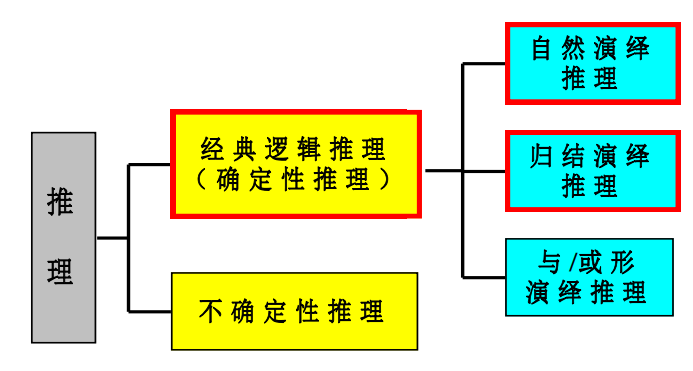 推
理
经典逻辑推理
（确定性推理）
不确定性推理
自然演绎
推理
归结演绎
推理
与/或形
演绎推理